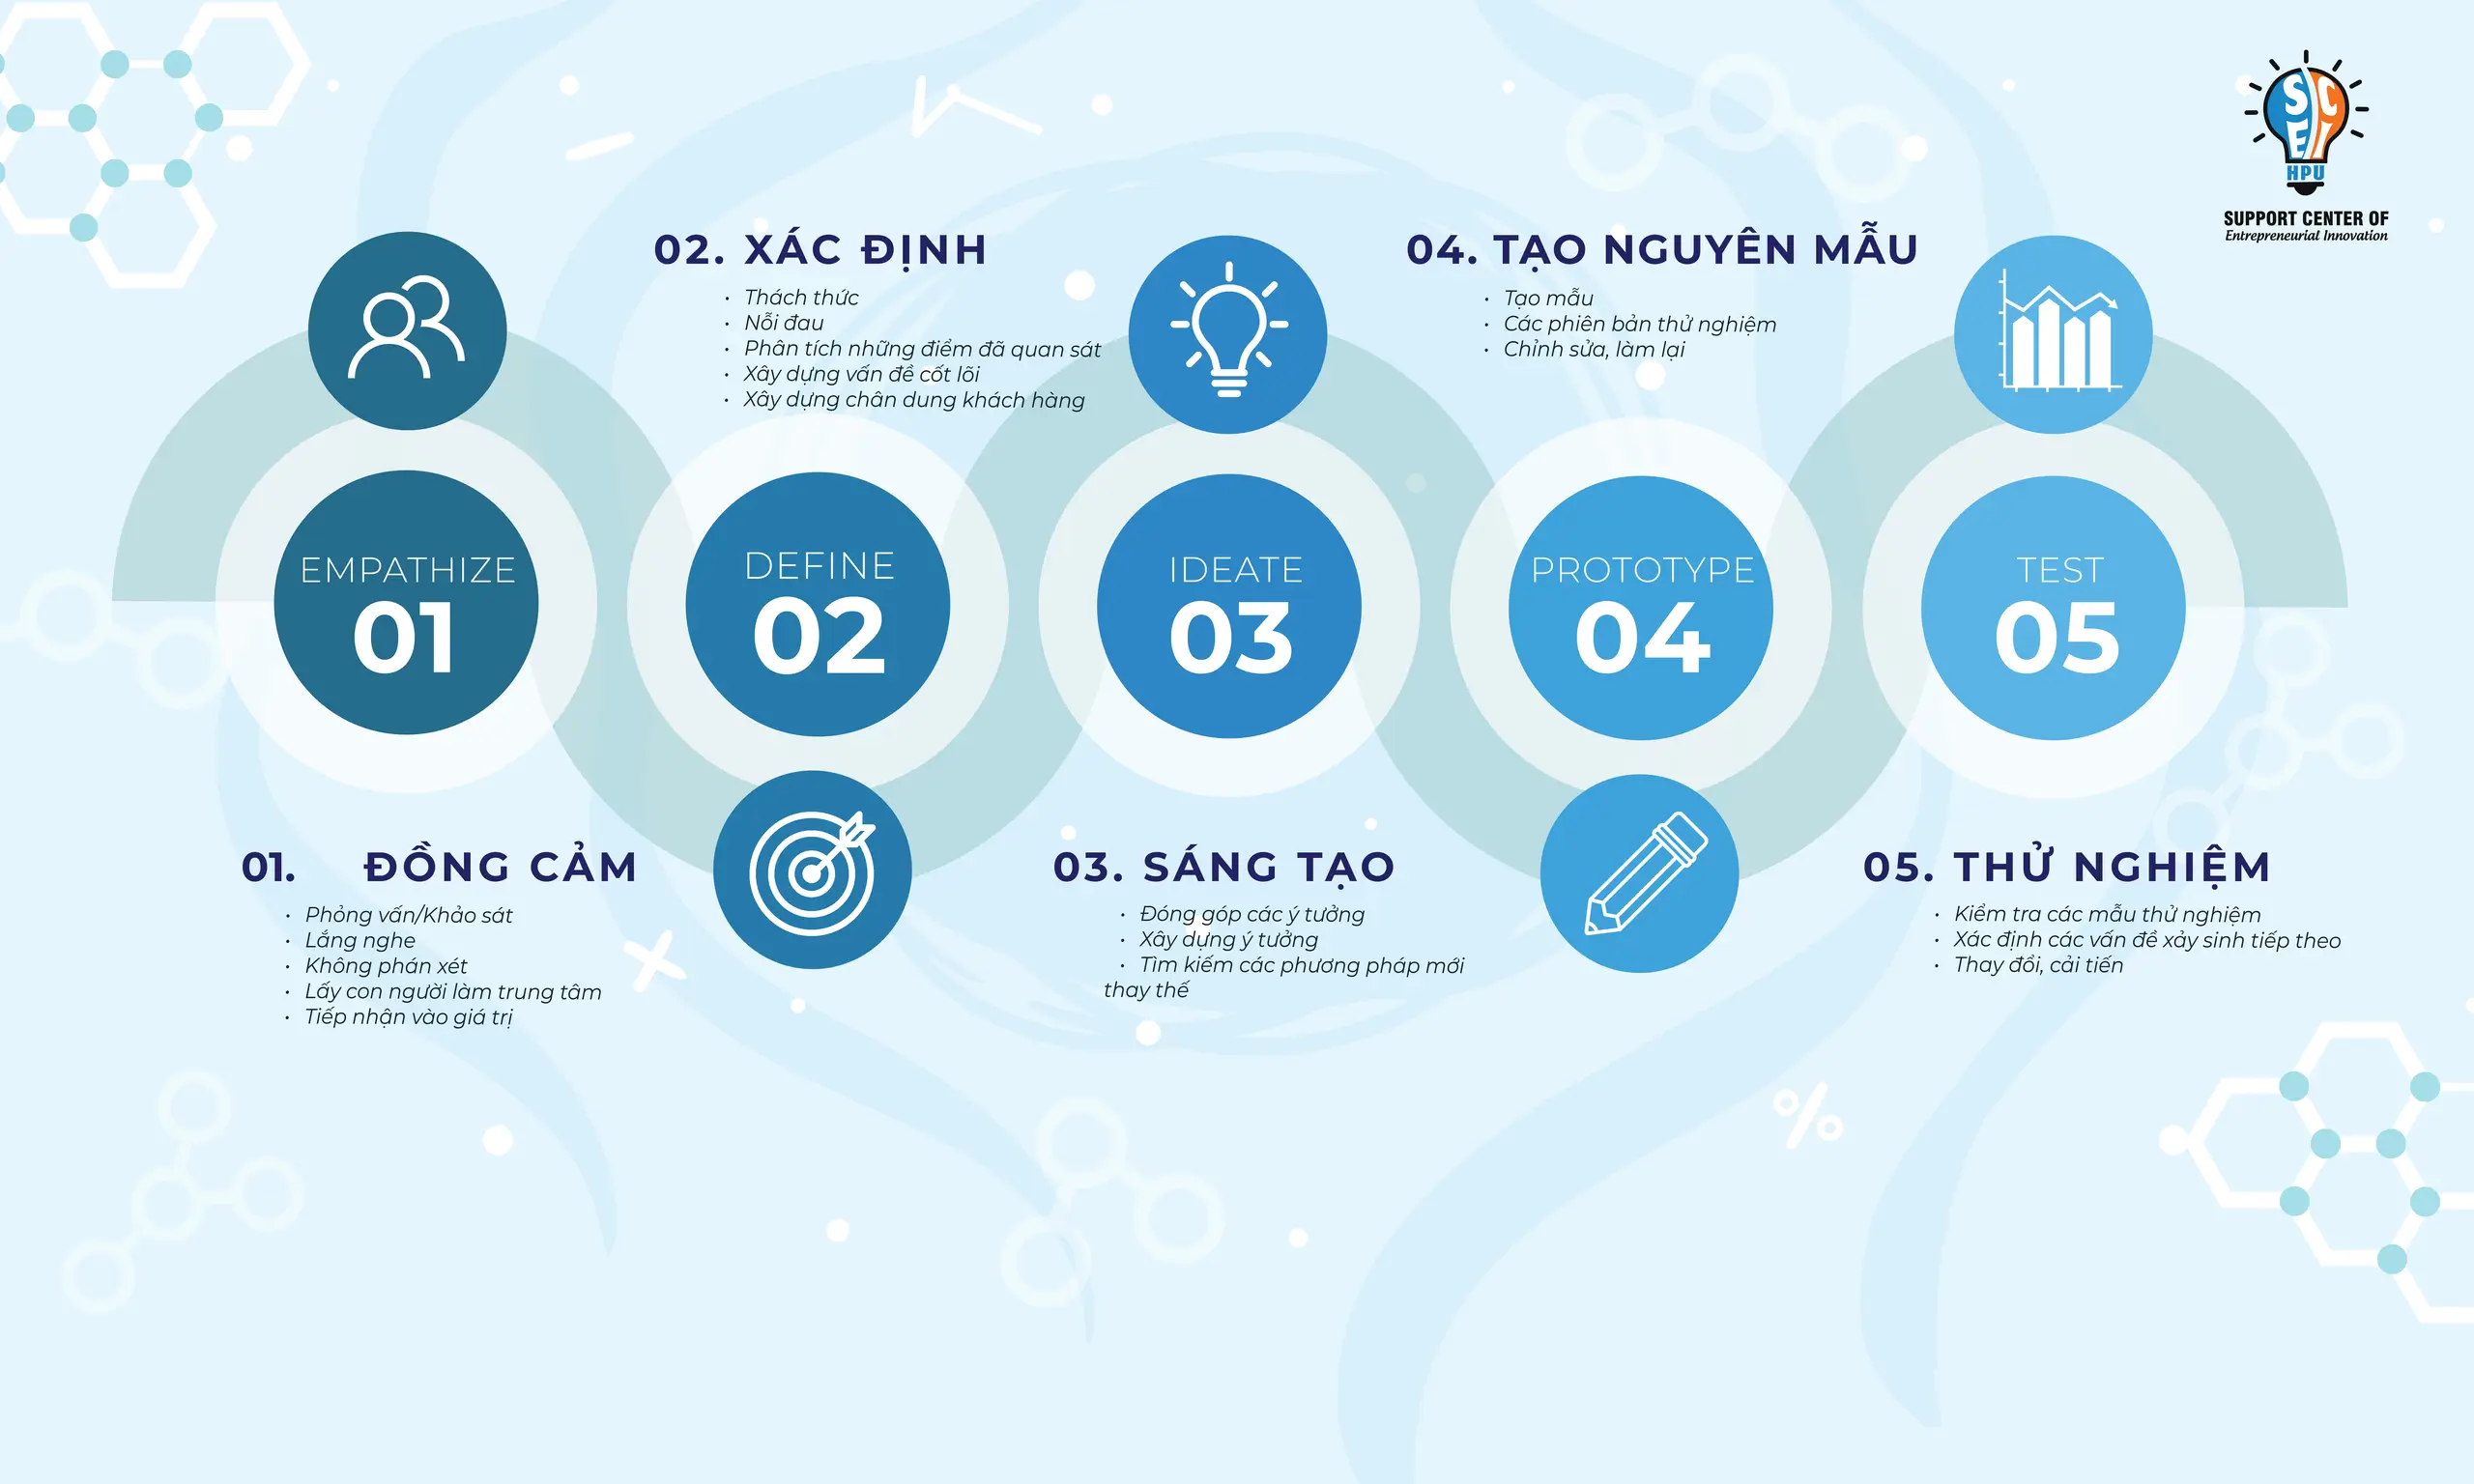 SC
EI
HPU
SUPPORT CENTER OF
Entrepreneurial Innovation
02. XÁC ĐỊNH
• Thách thức
• Nỗi đau
• Phân tích những điểm đã quan sát
• Xây dựng vấn đề cốt lõi
• Xây dựng chân dung khách hàng
04. TẠO NGUYÊN MẪU
• Tạo mẫu
• Các phiên bản thử nghiệm
• Chỉnh sửa, làm lại
EMPATHIZE
01
DEFINE
02
IDEATE
03
PROTOTYPE
04
TEST
05
01. ĐỒNG CẢM
• Phỏng vấn/Khảo sát
• Lắng nghe
• Không phán xét
• Lấy con người làm trung tâm
• Tiếp nhận vào giá trị
03. SÁNG TẠO
• Đóng góp các ý tưởng
• Xây dựng ý tưởng
• Tìm kiếm các phương pháp mới
thay thế
05. THỬ NGHIỆM
• Kiểm tra các mẫu thử nghiệm
• Xác định các vấn đề xảy sinh tiếp theo
• Thay đổi, cải tiến
%